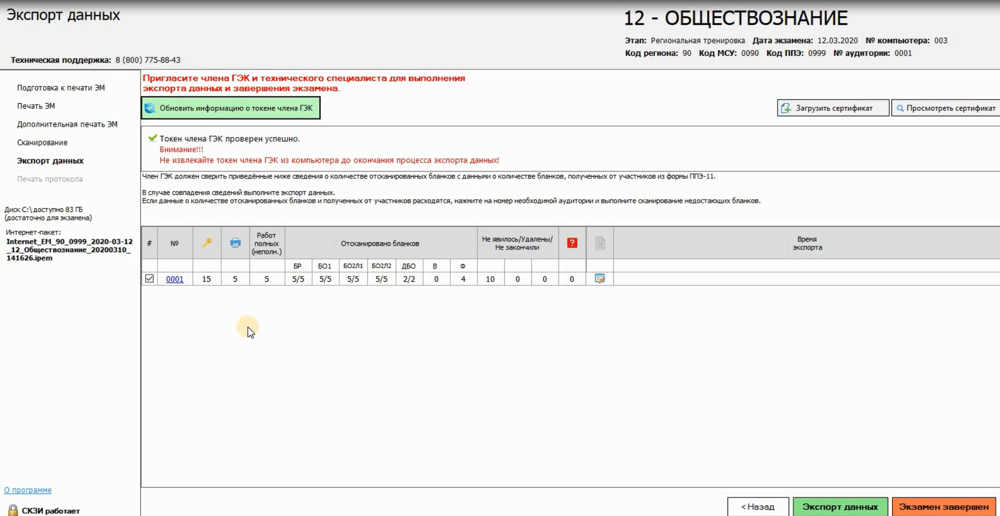 Экспорт данных
12 - ОБЩЕСТВОЗНАНИЕ
Этап: Региональная тренировка Дата экзамена: 12.03.2020 № компьютера: 003
Код региона: 90 Код МСУ: 0090 Код ППЭ: 0999 № аудитории: 0001
Техническая поддержка: 8 (800) 775-88-43
Подготовка к печати ЭМ
Печать ЭМ
Дополнительная печать ЭМ
Сканирование
Экспорт данных
Печать протокола
Диск C:\ доступно 83 ГБ
(достаточно для экзамена)
Интернет-пакет:
Internet_EM_90_0999_2020-03-12
_12_Обществознание_20200310_
141626.ipem
О программе
СКЗИ работает
Пригласите члена ГЭК и технического специалиста для выполнения
экспорта данных и завершения экзамена.
Обновить информацию о токене члена ГЭК
Загрузить сертификат
Просмотреть сертификат
Токен члена ГЭК проверен успешно.
Внимание!!!
Не извлекайте токен члена ГЭК из компьютера до окончания процесса экспорта данных!
Член ГЭК должен сверить приведённые ниже сведения о количестве отсканированных бланков с данными о количестве бланков, полученных от участников из формы ППЭ-11.
В случае совпадения сведений выполните экспорт данных.
Если данные о количестве отсканированных бланков и полученных от участников расходятся, нажмите на номер необходимой аудитории и выполните сканирование недостающих бланков.
# № Работ полных (неполн.) Отсканировано бланков Не явилось/Удалены/ Не закончили ? Время экспорта
БР БО1 БО2Л1 БО2Л2 ДБО В Ф
0001 15 5 5 5/5 5/5 5/5 5/5 2/2 0 4 10 0 0 0
< Назад
Экспорт данных
Экзамен завершен